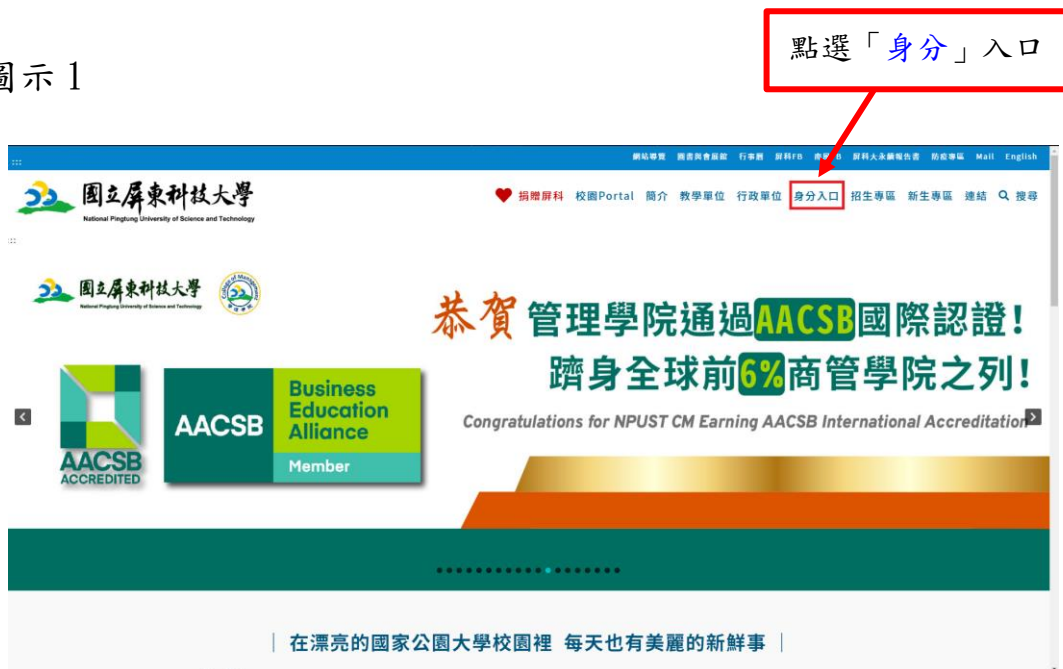 點選「身分」入口
圖示1
網站導覽 圖書與會展館 行事曆 屏科FB 屏科大永續報告書 防疫專區 Mail English
國立屏東科技大學
National Pingtung University of Science and Technology
捐贈屏科 校園Portal 簡介 教學單位 行政單位 身分入口 招生專區 新生專區 連結 搜尋
國立屏東科技大學
National Pingtung University of Science and Technology
College of Management
恭賀管理學院通過AACSB國際認證!
躋身全球前6%商管學院之列!
Congratulations for NPUST CM Earning AACSB International Accreditation
AACSB
ACCREDITED
AACSB
Business
Education
Alliance
Member
在漂亮的國家公園大學校園裡 每天也有美麗的新鮮事